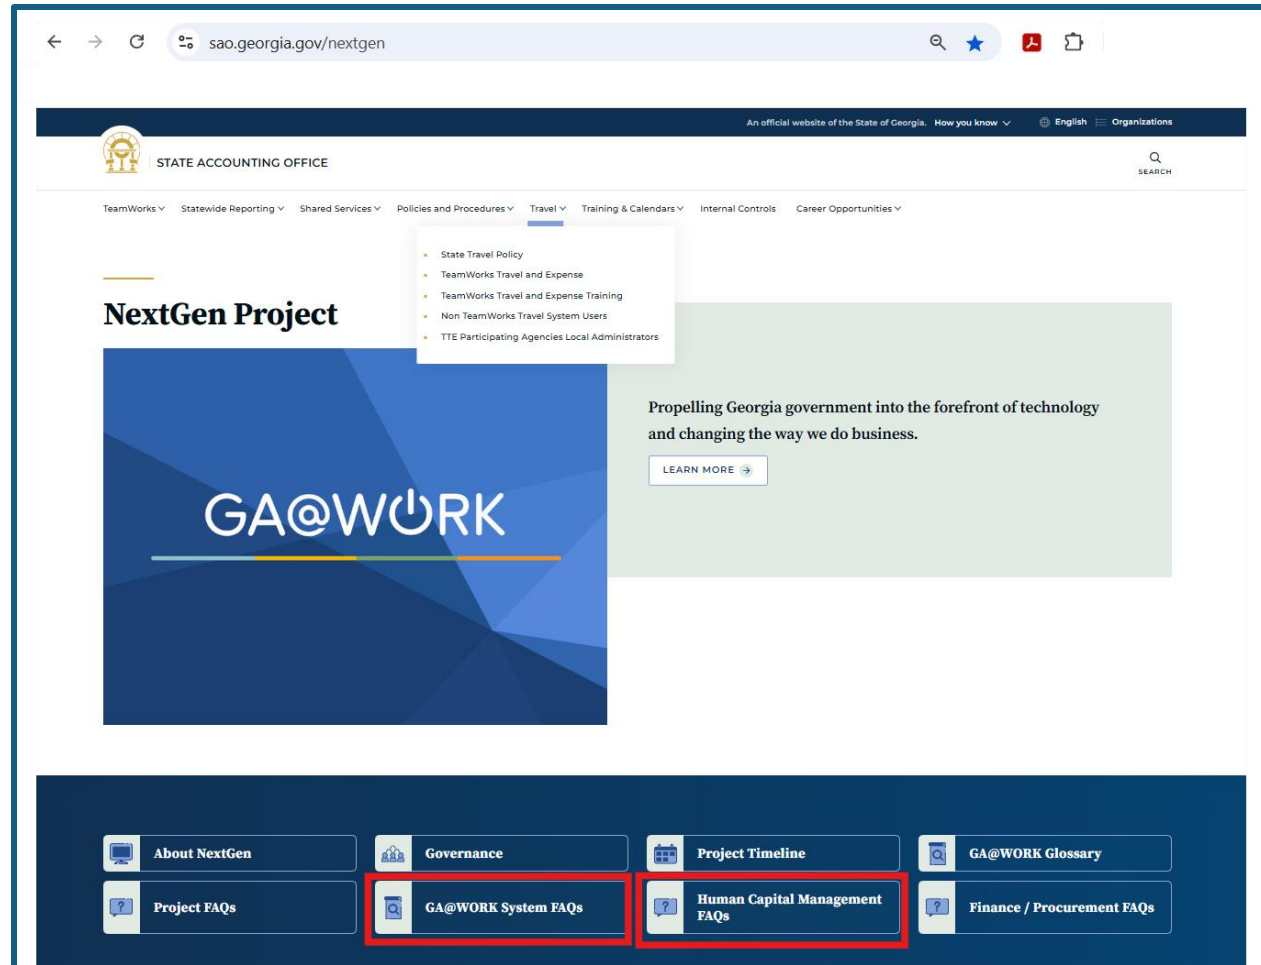 sao.georgia.gov/nextgen
An official website of the State of Georgia. How you know
English
Organizations
STATE ACCOUNTING OFFICE
SEARCH
TeamWorks Statewide Reporting Shared Services Policies and Procedures Travel Training & Calendars Internal Controls Career Opportunities
State Travel Policy
TeamWorks Travel and Expense
TeamWorks Travel and Expense Training
Non TeamWorks Travel System Users
TTE Participating Agencies Local Administrators
NextGen Project
GA@WORK
Propelling Georgia government into the forefront of technology
and changing the way we do business.
LEARN MORE
About NextGen
Governance
Project Timeline
GA@WORK Glossary
Project FAQs
GA@WORK System FAQs
Human Capital Management
FAQs
Finance / Procurement FAQs